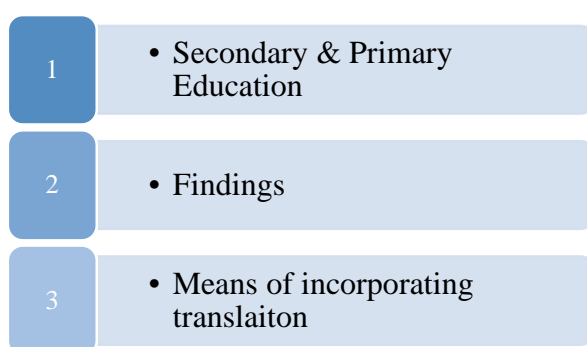 1
• Secondary & Primary
Education
2
• Findings
3
• Means of incorporating
translaiton